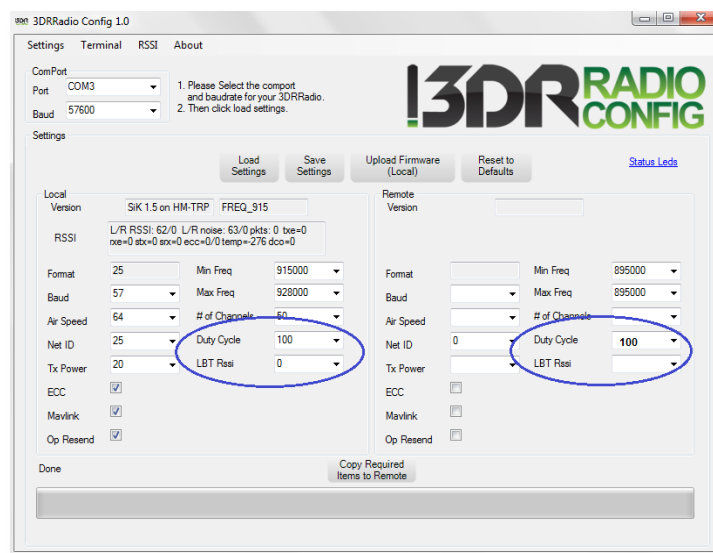 3DRRadio Config 1.0
Settings Terminal RSSI About
ComPort
Port COM3
Baud 57600
1. Please Select the comport
and baudrate for your 3DRRadio.
2. Then click load settings.
3DR RADIO
CONFIG
Settings
Load
Settings
Save
Settings
Upload Firmware
(Local)
Reset to
Defaults
Status Leds
Local
Version SiK 1.5 on HM-TRP FREQ_915
RSSI
L/R RSSI: 62/0 L/R noise: 63/0 pkts: 0 txe=0
rxe=0 stx=0 srx=0 ecc=0/0 temp=-276 dco=0
Format 25 Min Freq 915000
Baud 57 Max Freq 928000
Air Speed 64 # of Channels 50
Net ID 25 Duty Cycle 100
Tx Power 20 LBT Rssi 0
ECC
Mavlink
Op Resend
Remote
Version
Format Min Freq 895000
Baud Max Freq 895000
Air Speed # of Channels
Net ID 0 Duty Cycle 100
Tx Power LBT Rssi
ECC
Mavlink
Op Resend
Done
Copy Required
Items to Remote